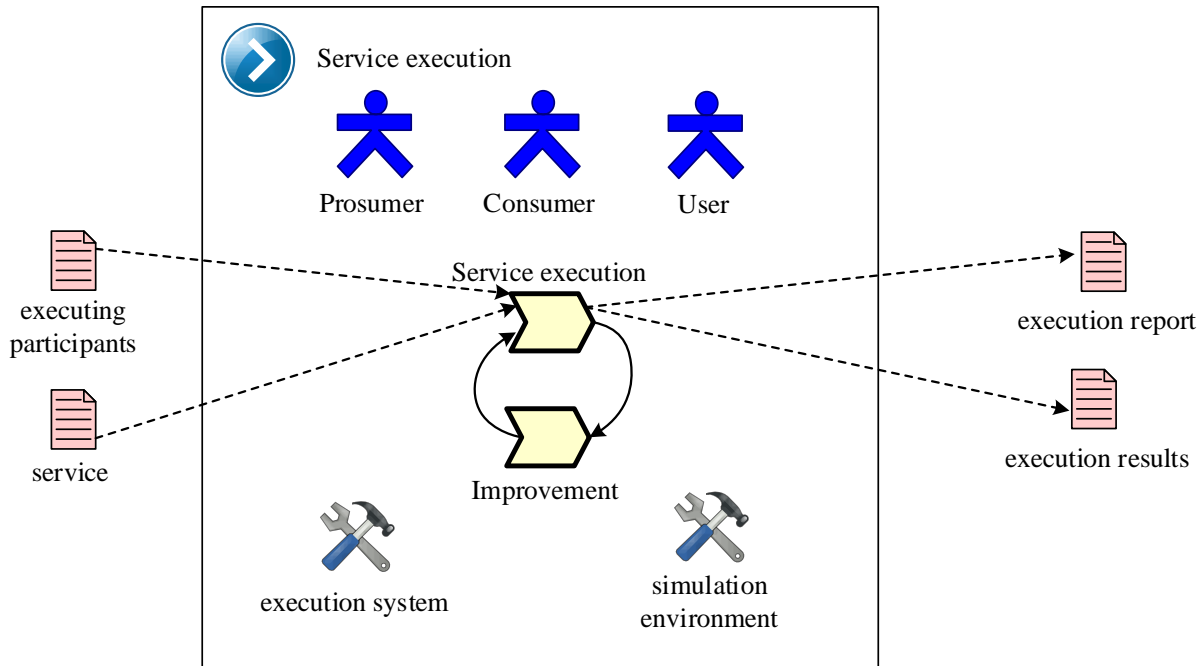 Service execution
Prosumer
Consumer
User
Service execution
executing
participants
execution report
service
execution results
Improvement
execution system
simulation
environment